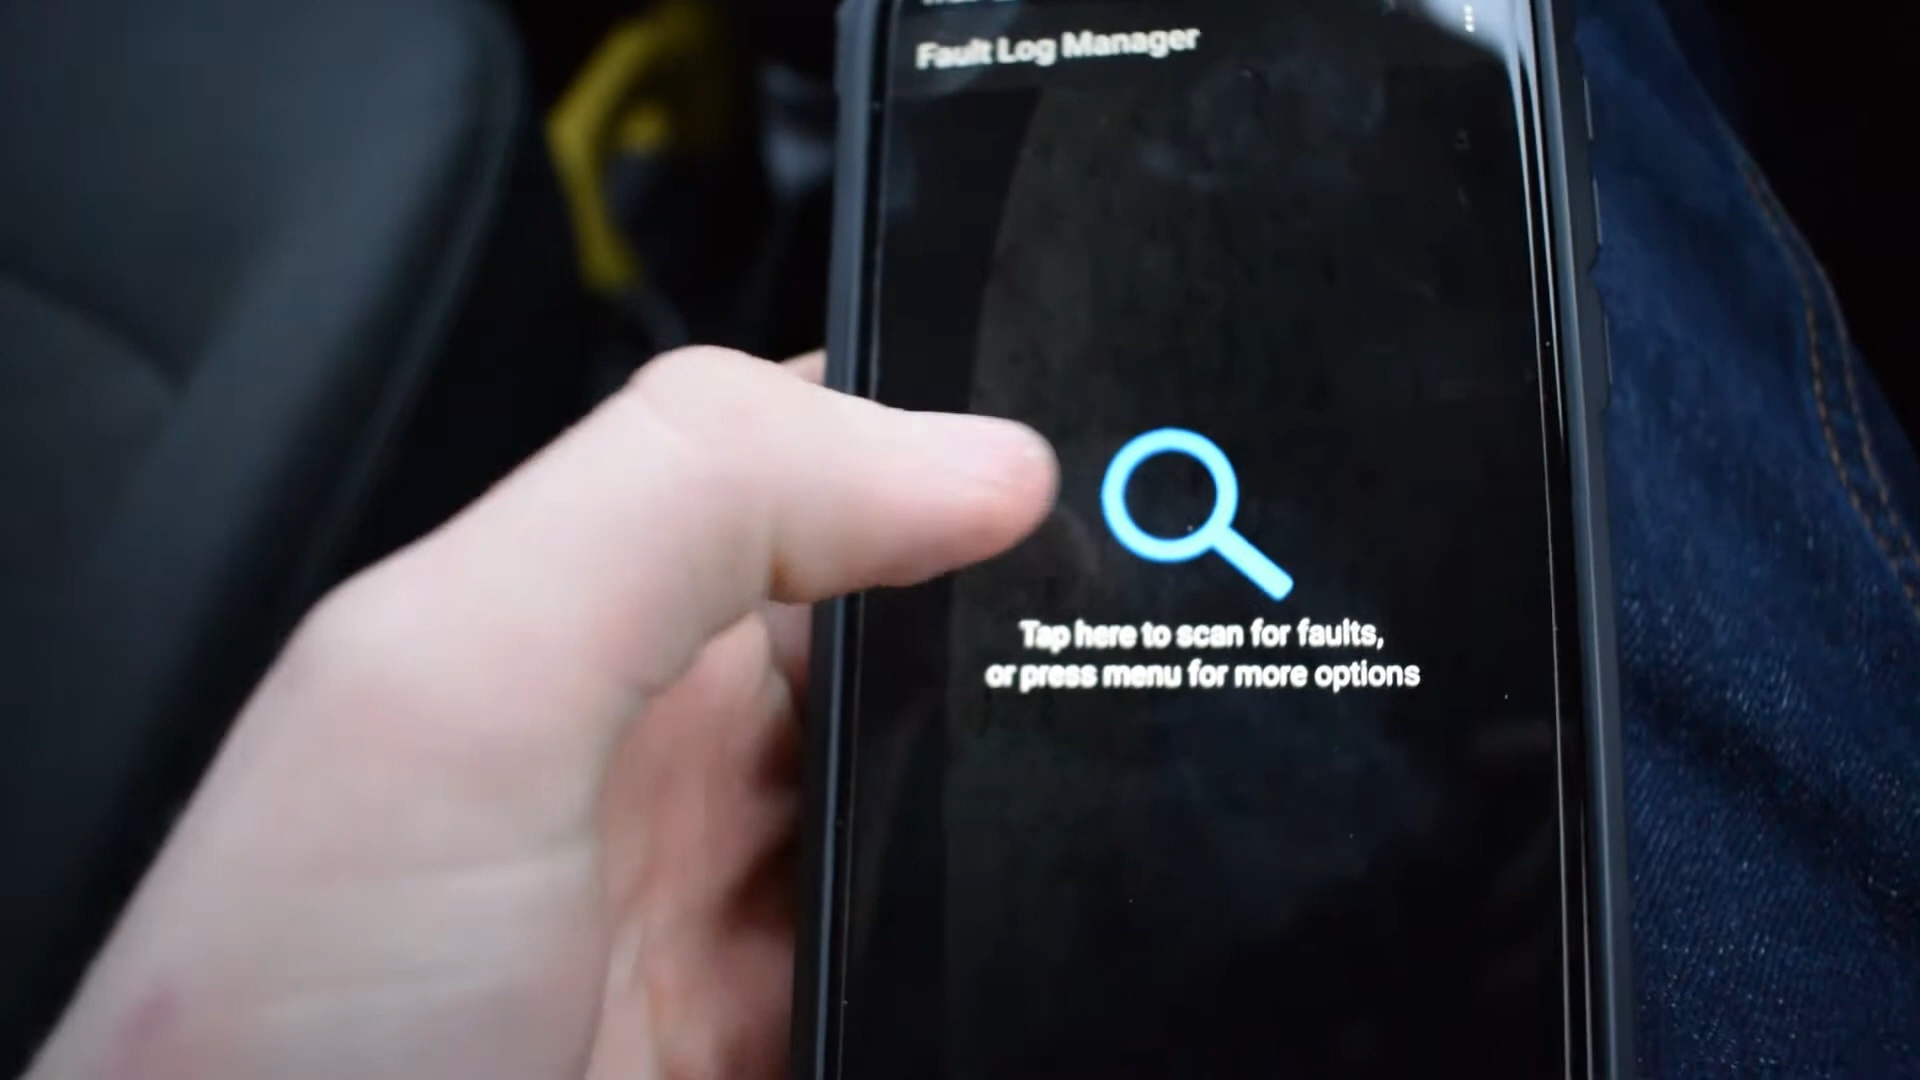 Fault Log Manager
Tap here to scan for faults,
or press menu for more options